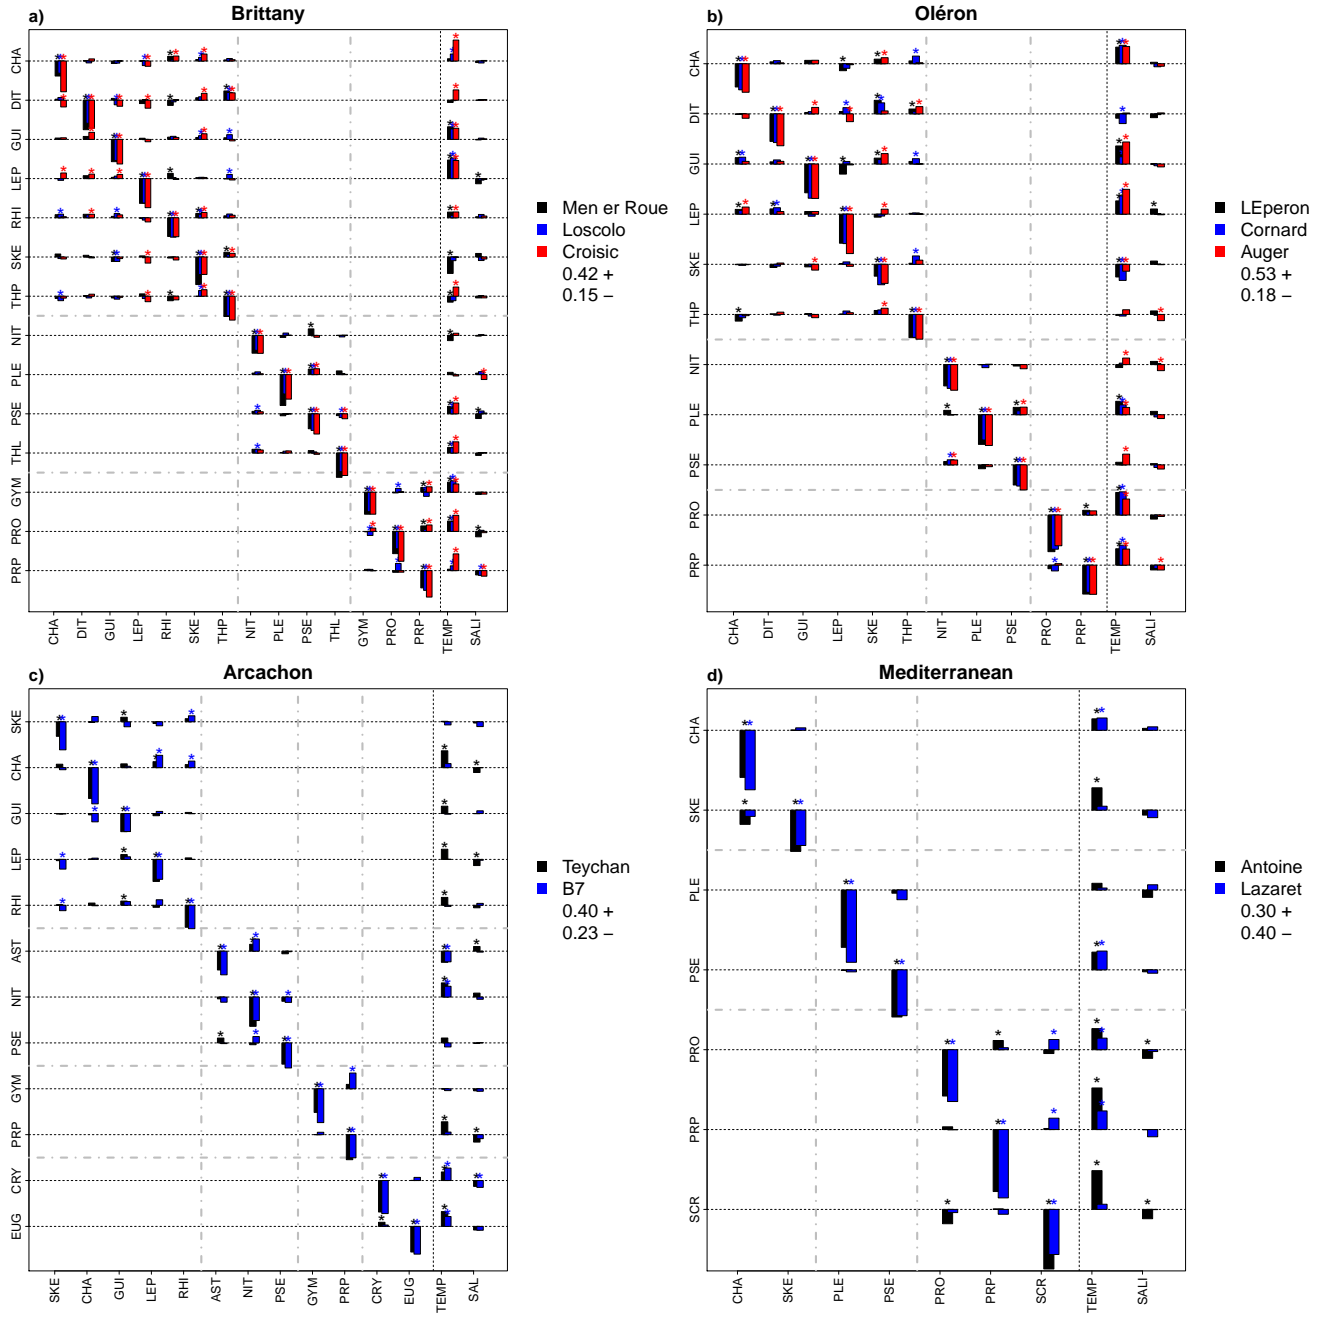 a)
Brittany
CHA
DIT
GUI
LEP
RHI
SKE
THP
NIT
PLE
PSE
THL
GYM
PRO
PRP
CHA
DIT
GUI
LEP
RHI
SKE
THP
NIT
PLE
PSE
THL
GYM
PRO
PRP
TEMP
SALI
Men er Roue
Loscolo
Croisic
0.42 +
0.15 −
b)
Oléron
CHA
DIT
GUI
LEP
SKE
THP
NIT
PLE
PSE
PRO
PRP
CHA
DIT
GUI
LEP
SKE
THP
NIT
PLE
PSE
PRO
PRP
TEMP
SALI
LEperon
Cornard
Auger
0.53 +
0.18 −
c)
Arcachon
SKE
CHA
GUI
LEP
RHI
AST
NIT
PSE
GYM
PRP
CRY
EUG
SKE
CHA
GUI
LEP
RHI
AST
NIT
PSE
GYM
PRP
CRY
EUG
TEMP
SAL
Teychan
B7
0.40 +
0.23 −
d)
Mediterranean
CHA
SKE
PLE
PSE
PRO
PRP
SCR
CHA
SKE
PLE
PSE
PRO
PRP
SCR
TEMP
SALI
Antoine
Lazaret
0.30 +
0.40 −